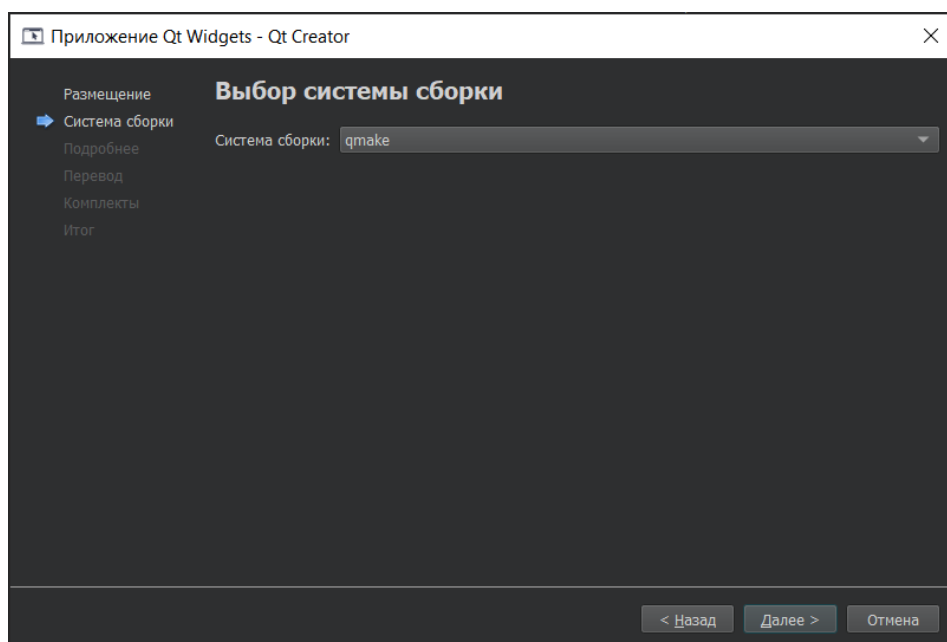 Приложение Qt Widgets - Qt Creator
Размещение
Система сборки
Подробнее
Перевод
Комплекты
Итог
Выбор системы сборки
Система сборки: qmake
< Назад Далее > Отмена